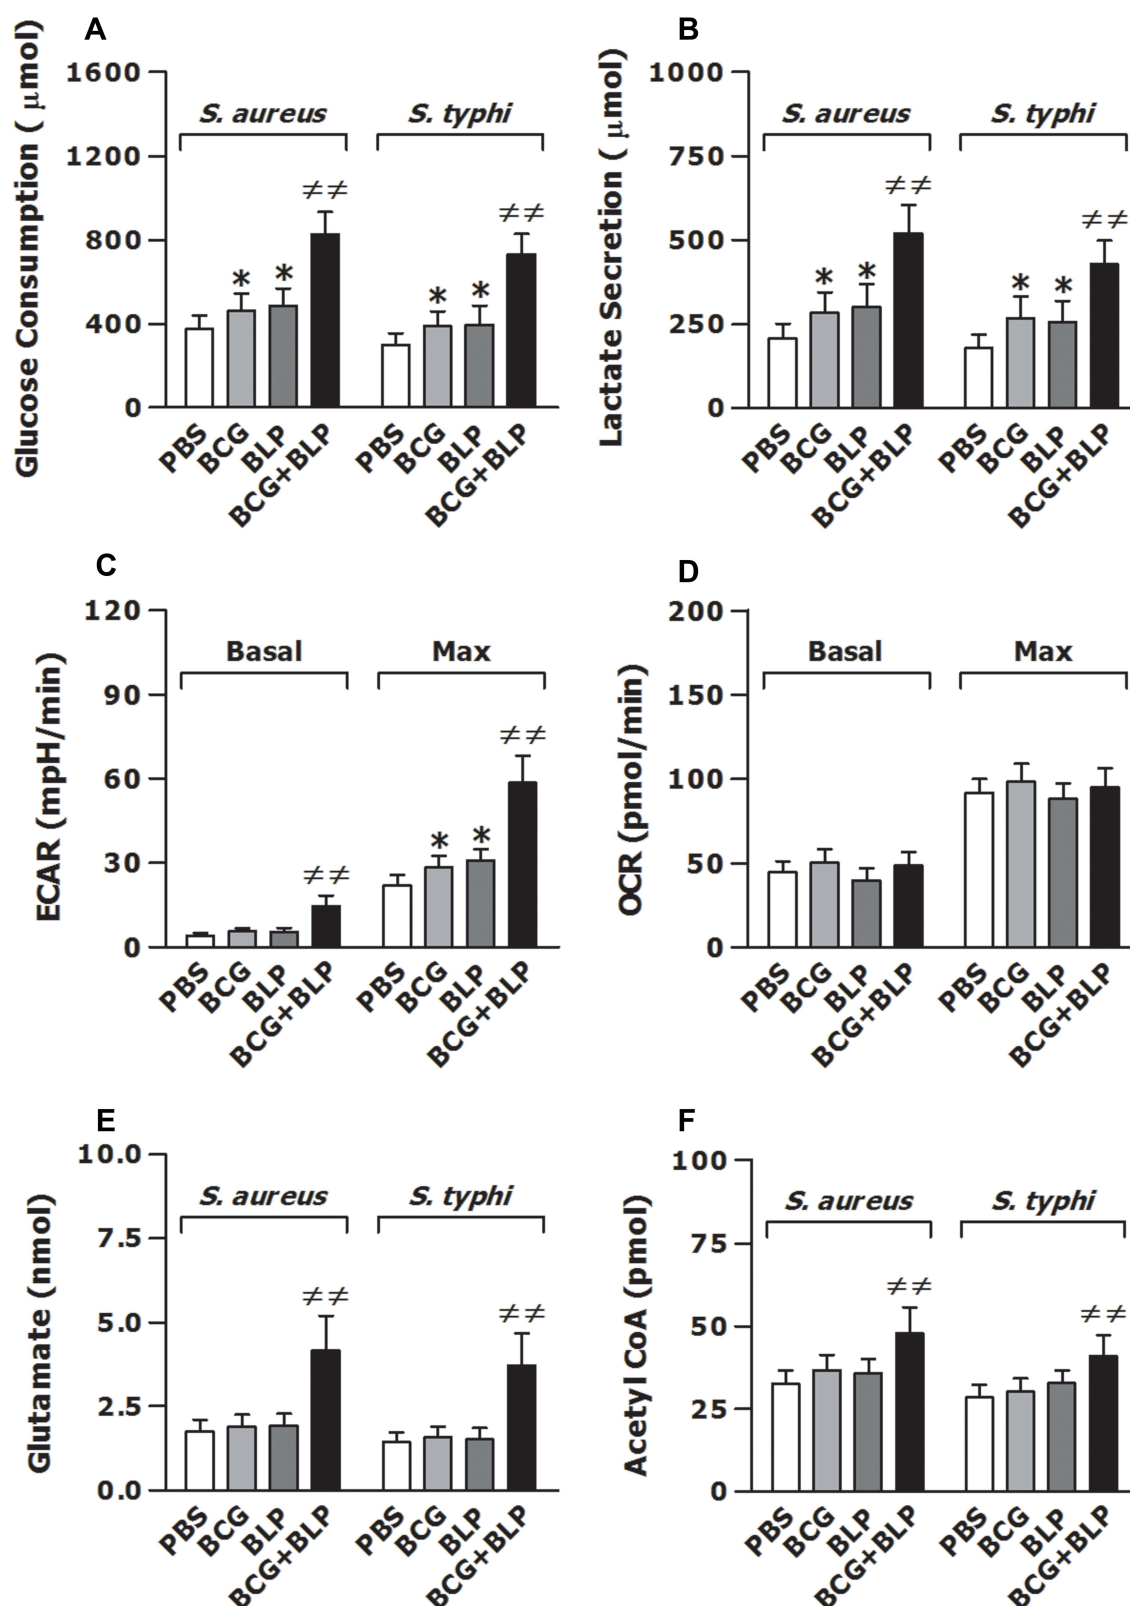 A
Glucose Consumption ( μmol)
1600
1200
800
400
0
S. aureus
S. typhi
* * ≠≠ * * ≠≠
PBS BCG BLP BCG+BLP PBS BCG BLP BCG+BLP
B
Lactate Secretion ( μmol)
1000
750
500
250
0
S. aureus
S. typhi
* * ≠≠ * * ≠≠
PBS BCG BLP BCG+BLP PBS BCG BLP BCG+BLP
C
ECAR (mpH/min)
120
90
60
30
0
Basal
Max
≠≠ * * ≠≠
PBS BCG BLP BCG+BLP PBS BCG BLP BCG+BLP
D
OCR (pmol/min)
200
150
100
50
0
Basal
Max
PBS BCG BLP BCG+BLP PBS BCG BLP BCG+BLP
E
Glutamate (nmol)
10.0
7.5
5.0
2.5
0.0
S. aureus
S. typhi
≠≠ ≠≠
PBS BCG BLP BCG+BLP PBS BCG BLP BCG+BLP
F
Acetyl CoA (pmol)
100
75
50
25
0
S. aureus
S. typhi
≠≠ ≠≠
PBS BCG BLP BCG+BLP PBS BCG BLP BCG+BLP